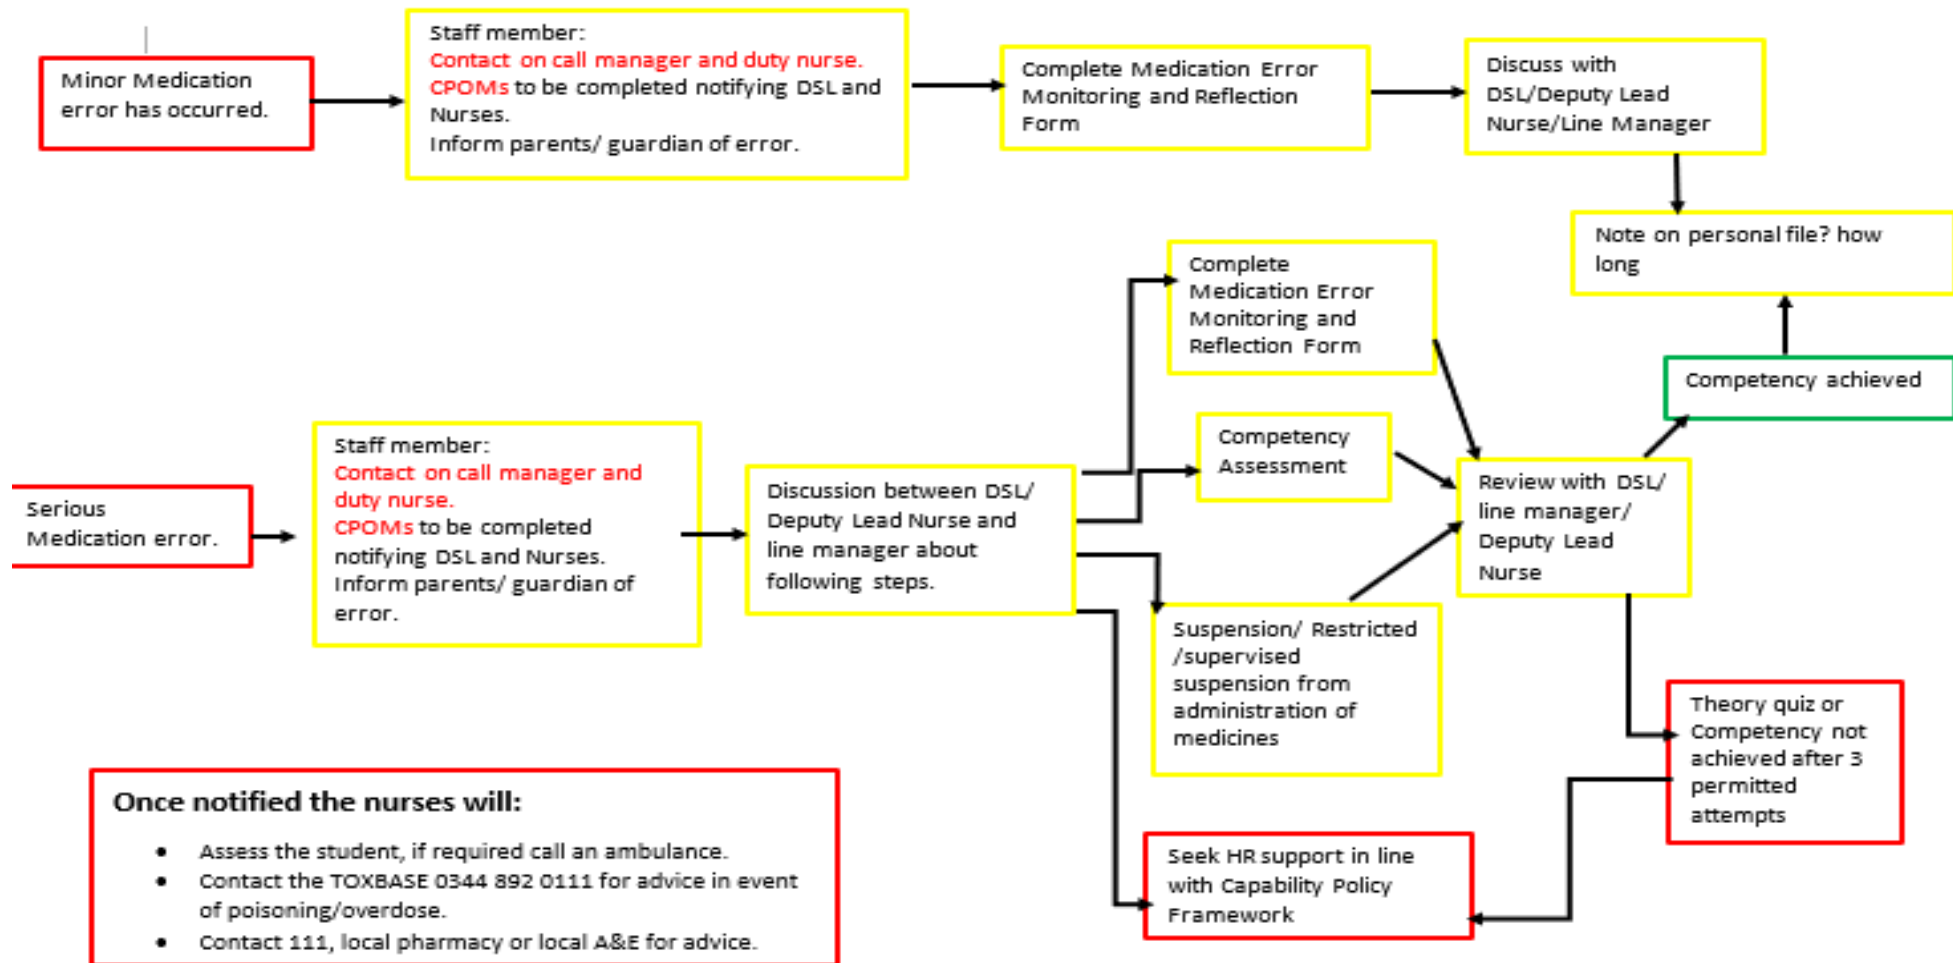 Minor Medication
error has occurred.
Staff member:
Contact on call manager and duty nurse.
CPOMs to be completed notifying DSL and
Nurses.
Inform parents/ guardian of error.
Complete Medication Error
Monitoring and Reflection
Form
Discuss with
DSL/Deputy Lead
Nurse/Line Manager
Note on personal file? how
long
Complete
Medication Error
Monitoring and
Reflection Form
Competency achieved
Serious
Medication error.
Staff member:
Contact on call manager and
duty nurse.
CPOMs to be completed
notifying DSL and Nurses.
Inform parents/ guardian of
error.
Discussion between DSL/
Deputy Lead Nurse and
line manager about
following steps.
Competency
Assessment
Review with DSL/
line manager/
Deputy Lead
Nurse
Suspension/ Restricted
/supervised
suspension from
administration of
medicines
Theory quiz or
Competency not
achieved after 3
permitted
attempts
Seek HR support in line
with Capability Policy
Framework
Once notified the nurses will:
• Assess the student, if required call an ambulance.
• Contact the TOXBASE 0344 892 0111 for advice in event
of poisoning/overdose.
• Contact 111, local pharmacy or local A&E for advice.